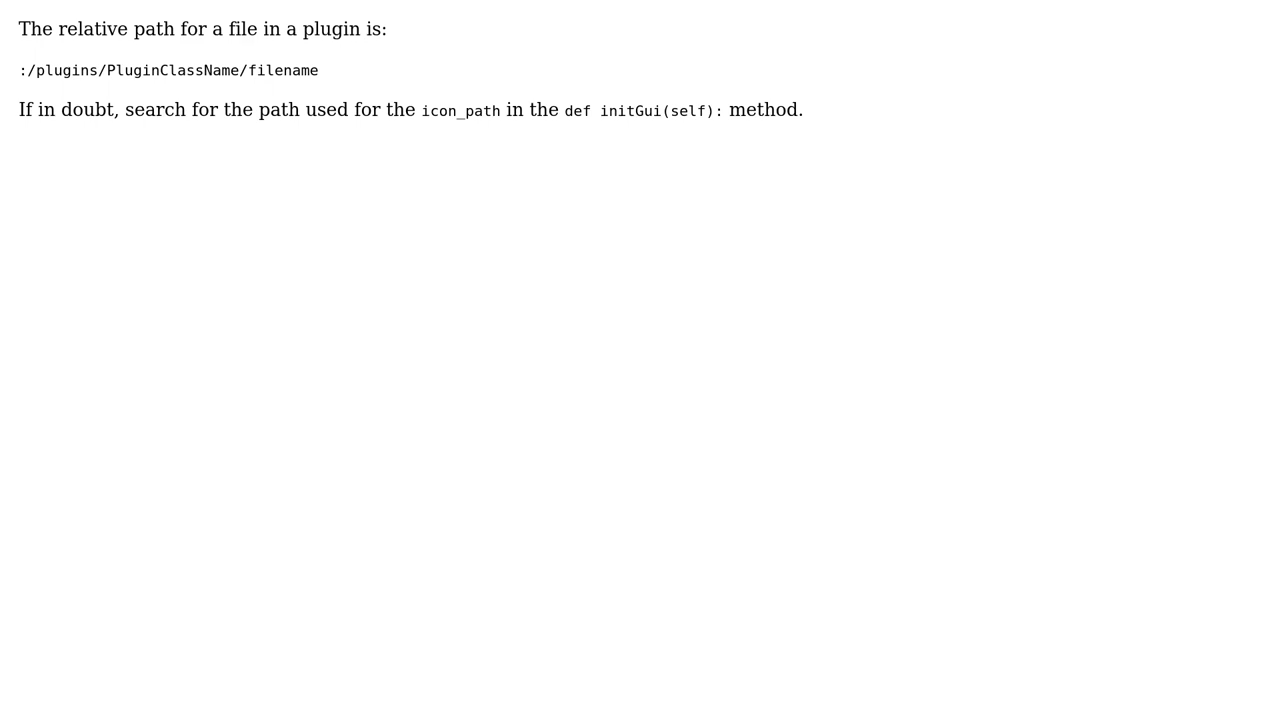 The relative path for a file in a plugin is:
:/plugins/PluginClassName/filename
If in doubt, search for the path used for the icon_path in the def initGui(self): method.